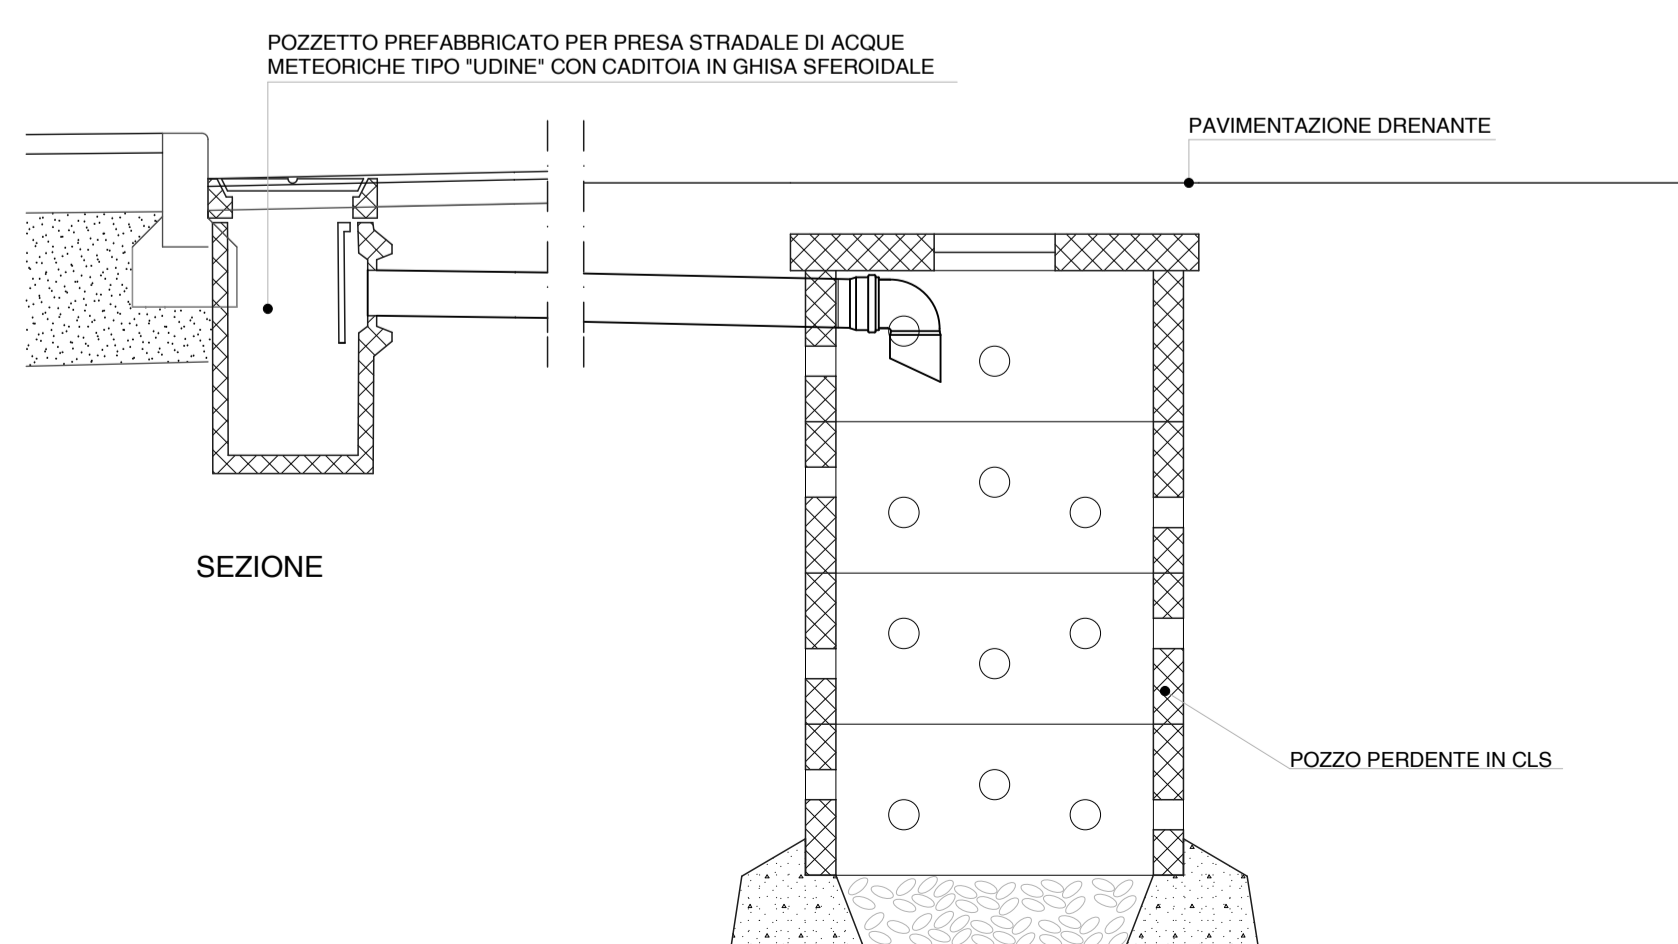 POZZETTO PREFABBRICATO PER PRESA STRADALE DI ACQUE
METEORICHE TIPO "UDINE" CON CADITOIA IN GHISA SFEROIDALE
PAVIMENTAZIONE DRENANTE
SEZIONE
POZZO PERDENTE IN CLS